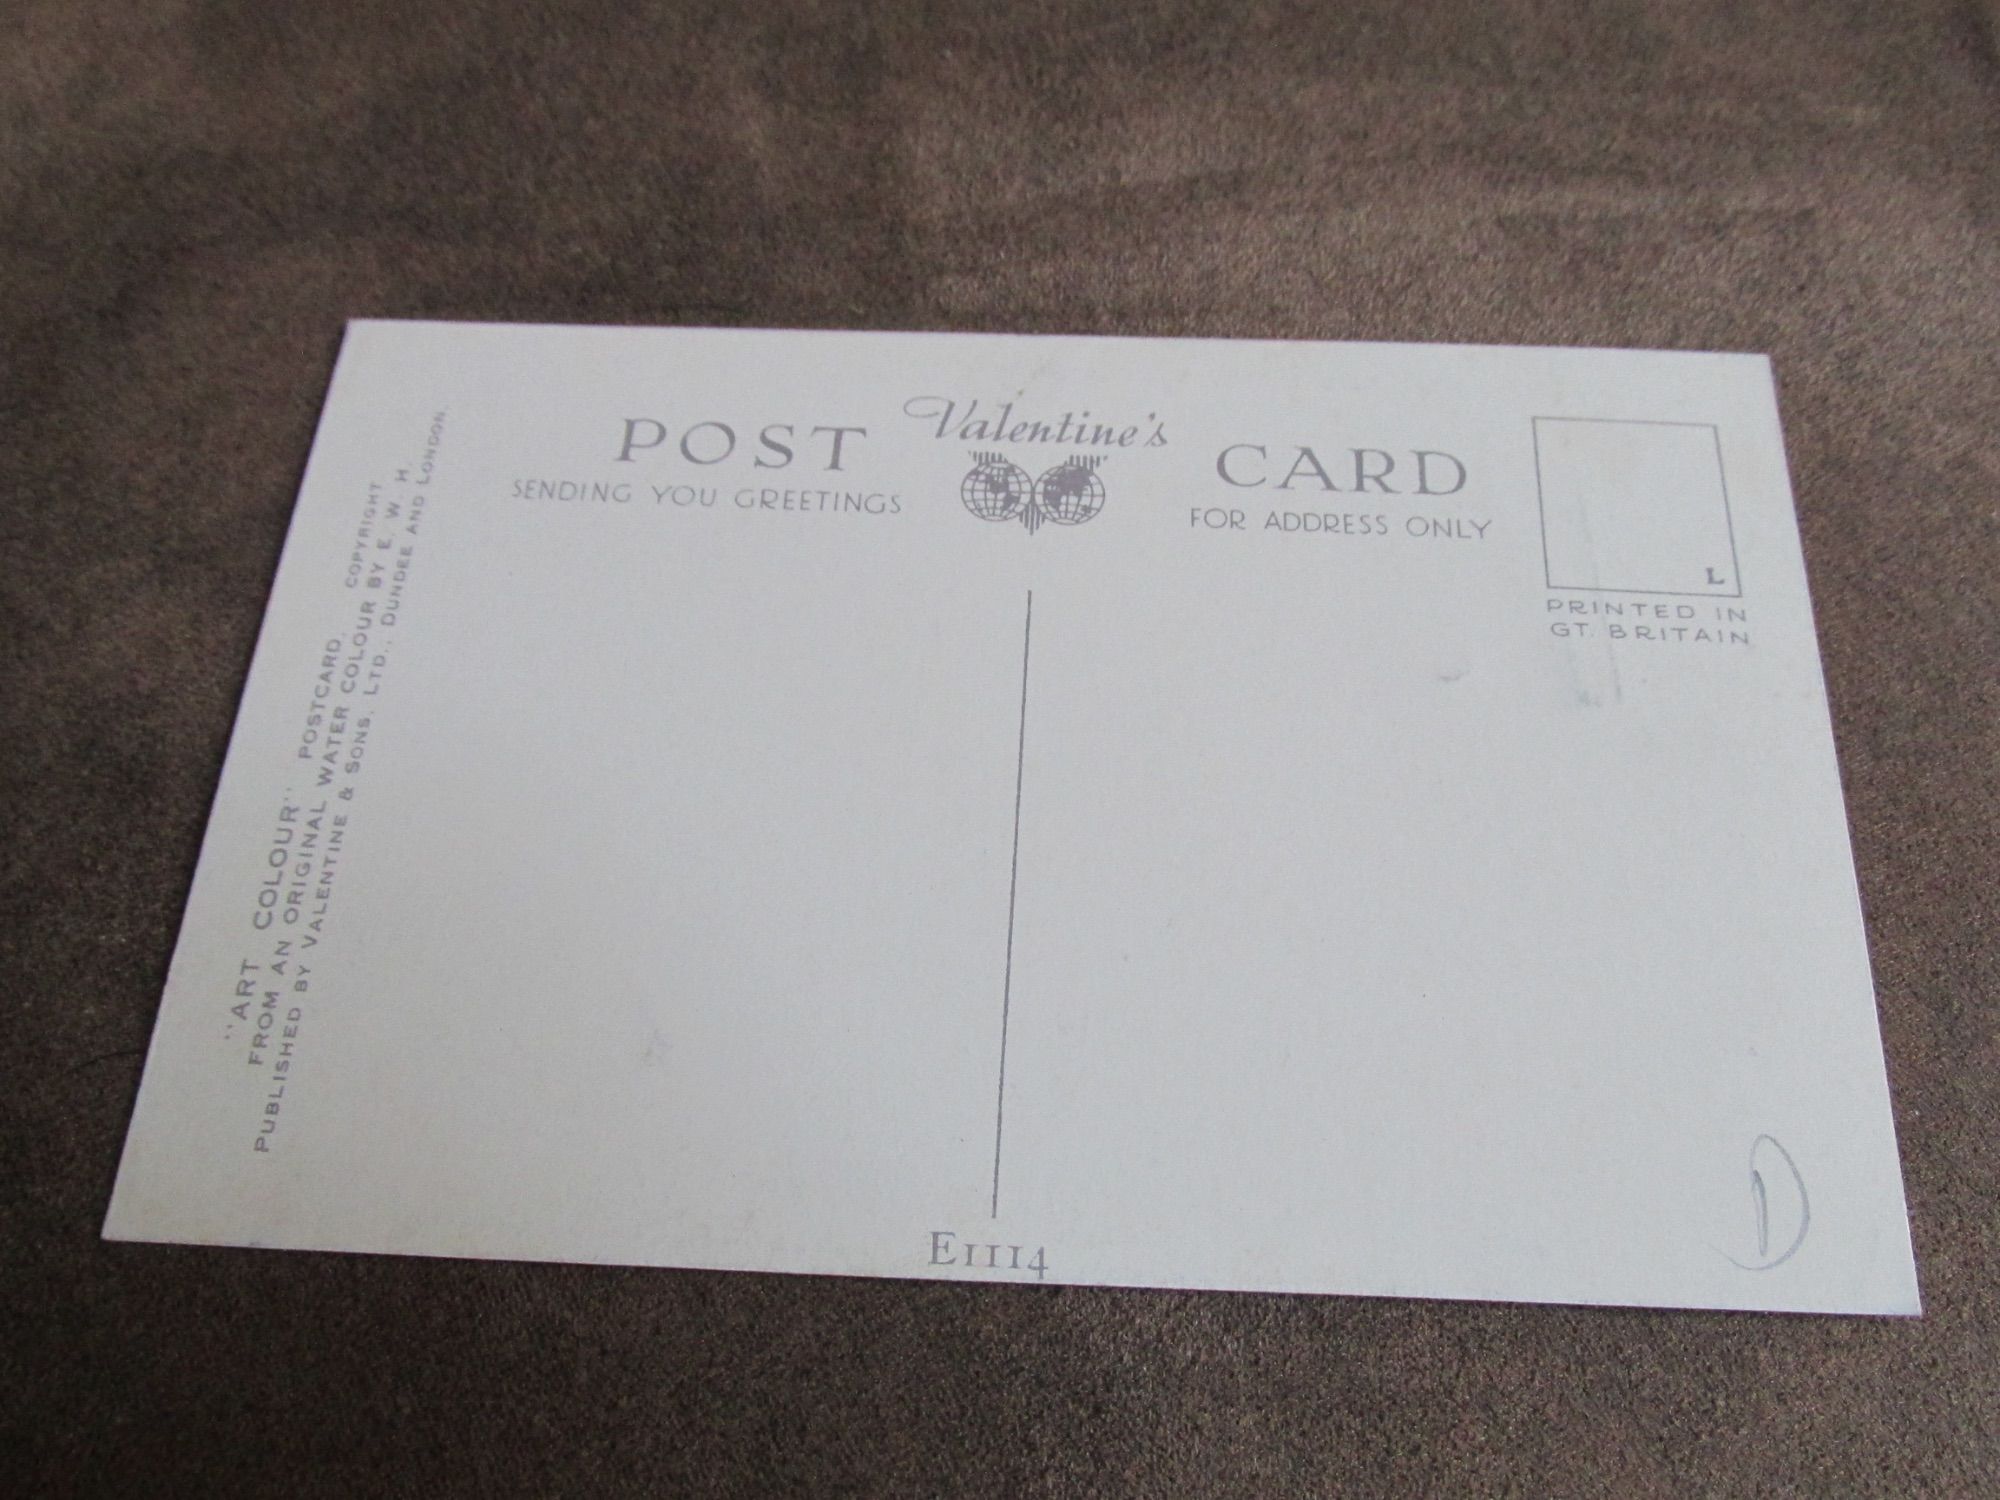 "ART COLOUR" POSTCARD. COPYRIGHT
FROM AN ORIGINAL WATER COLOUR BY E. W. H.
PUBLISHED BY VALENTINE & SONS, LTD., DUNDEE AND LONDON.
Valentine's
POST CARD
SENDING YOU GREETINGS
FOR ADDRESS ONLY
L
PRINTED IN
GT. BRITAIN
E1114
D